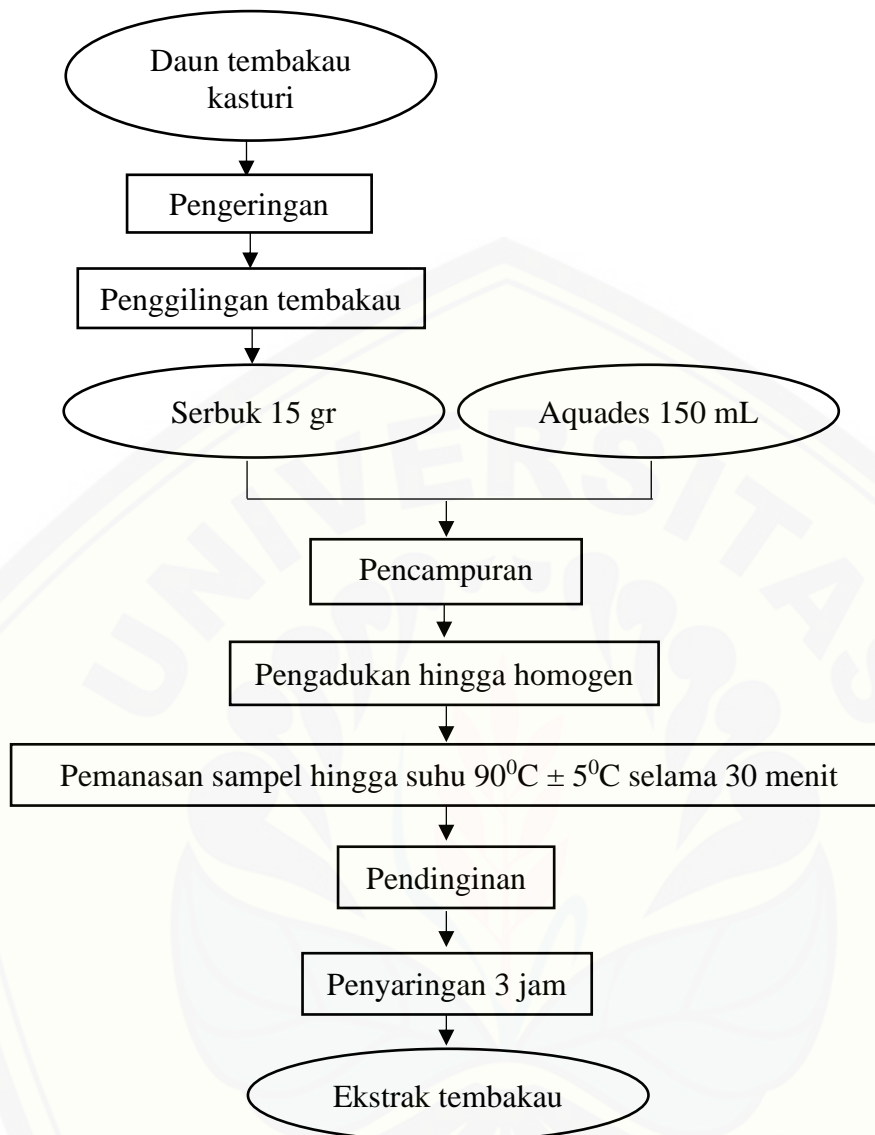 Daun tembakau
kasturi
Pengeringan
Penggilingan tembakau
Serbuk 15 gr
Aquades 150 mL
Pencampuran
Pengadukan hingga homogen
Pemanasan sampel hingga suhu 90⁰C ± 5⁰C selama 30 menit
Pendinginan
Penyaringan 3 jam
Ekstrak tembakau
UNIVERSITAS